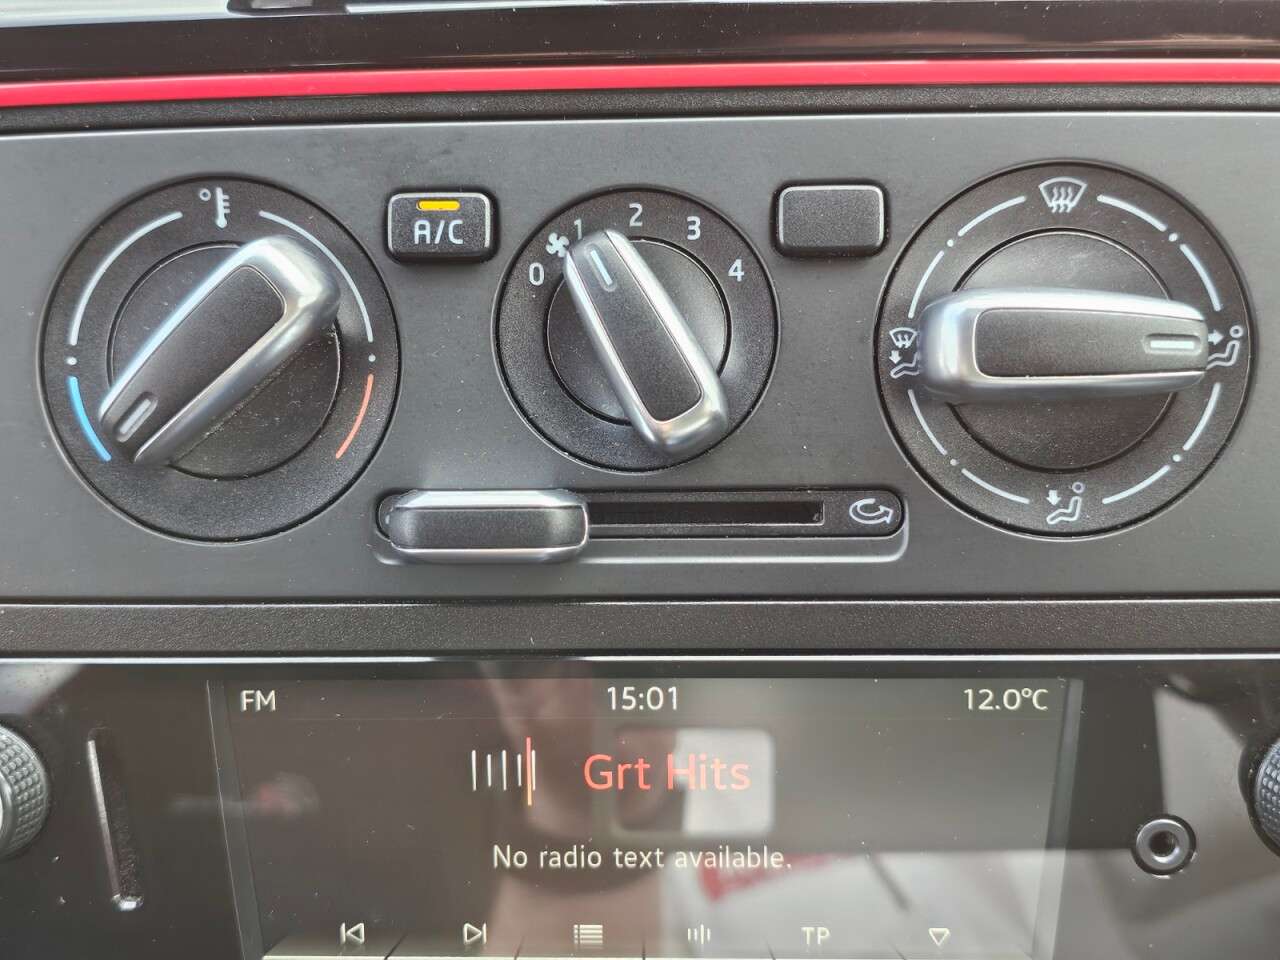 A/C
0 1 2 3 4
FM 15:01 12.0°C
Grt Hits
No radio text available.
TP